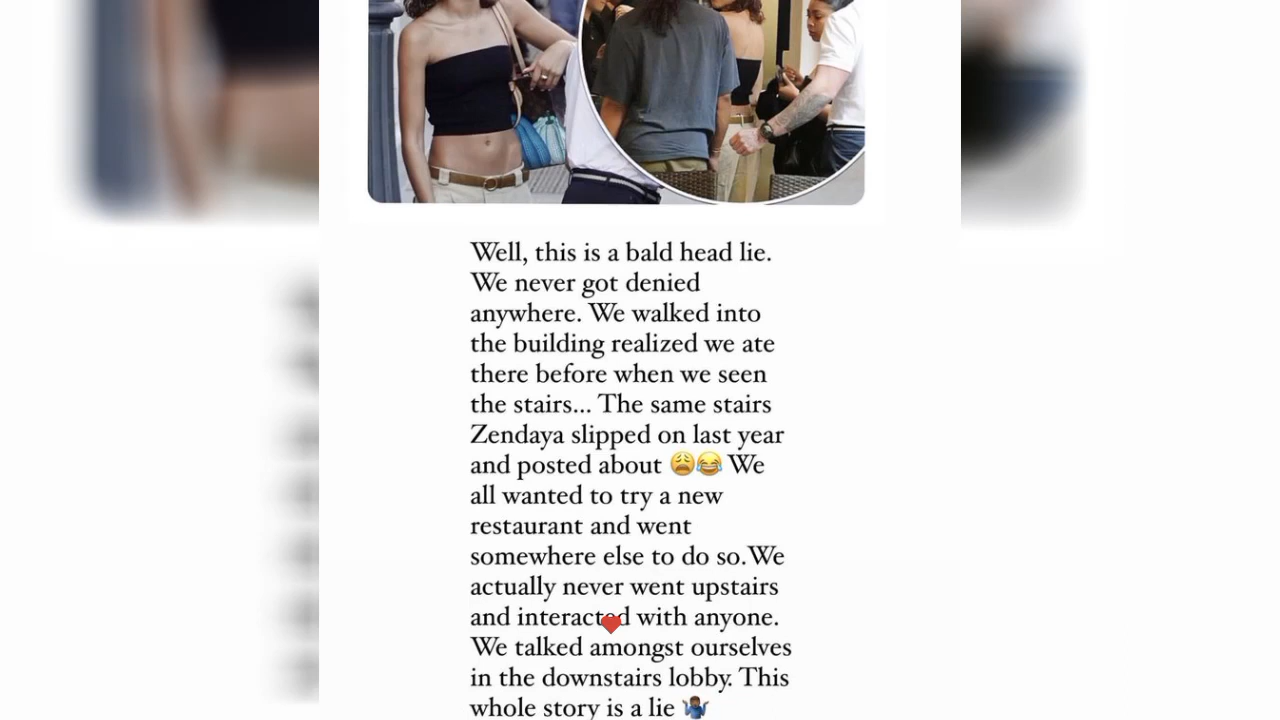 Well, this is a bald head lie.
We never got denied
anywhere. We walked into
the building realized we ate
there before when we seen
the stairs... The same stairs
Zendaya slipped on last year
and posted about 😩😂 We
all wanted to try a new
restaurant and went
somewhere else to do so.We
actually never went upstairs
and interacted with anyone.
We talked amongst ourselves
in the downstairs lobby. This
whole story is a lie 🤷🏾‍♂️